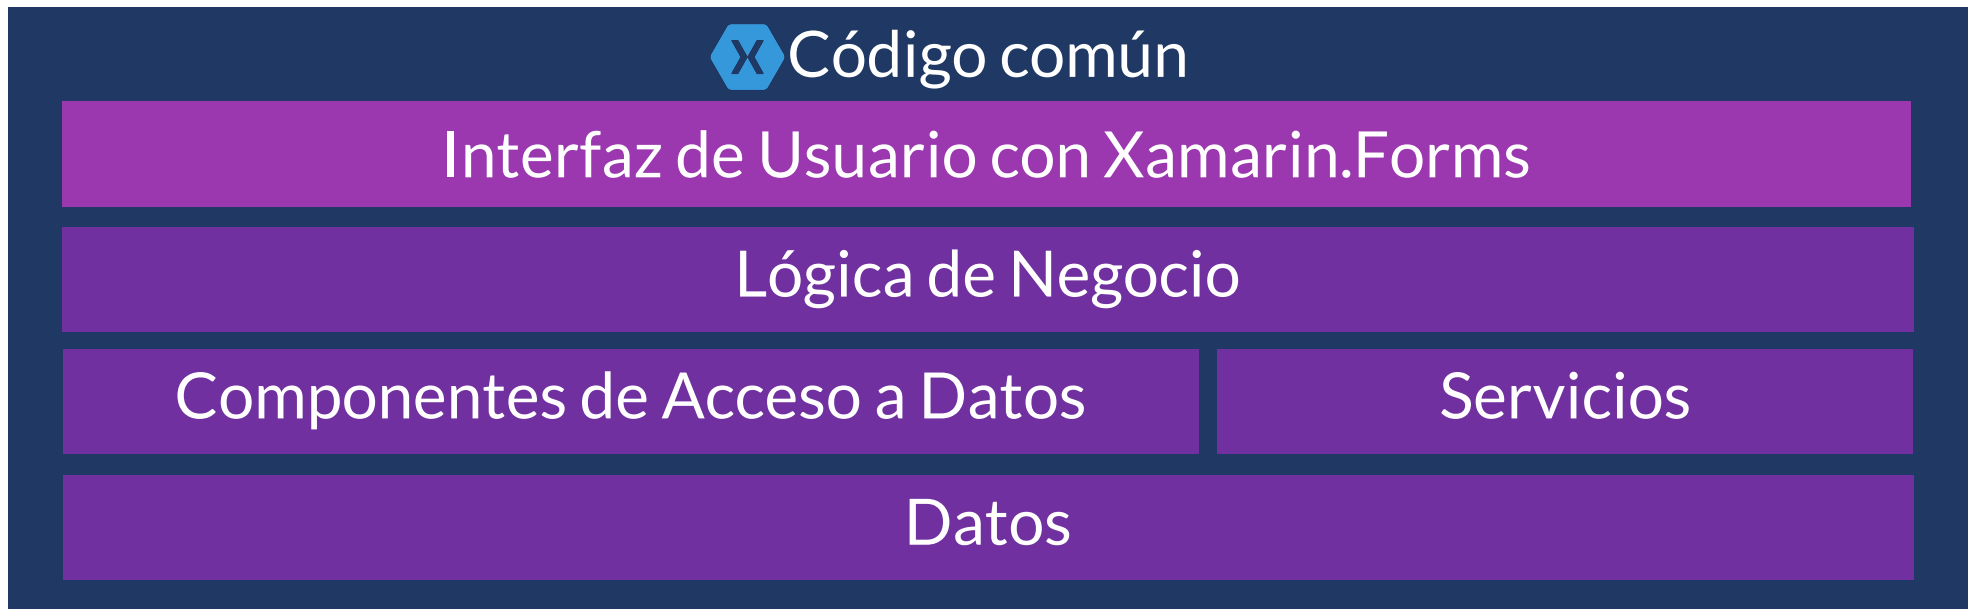 Código común
Interfaz de Usuario con Xamarin.Forms
Lógica de Negocio
Componentes de Acceso a Datos
Servicios
Datos